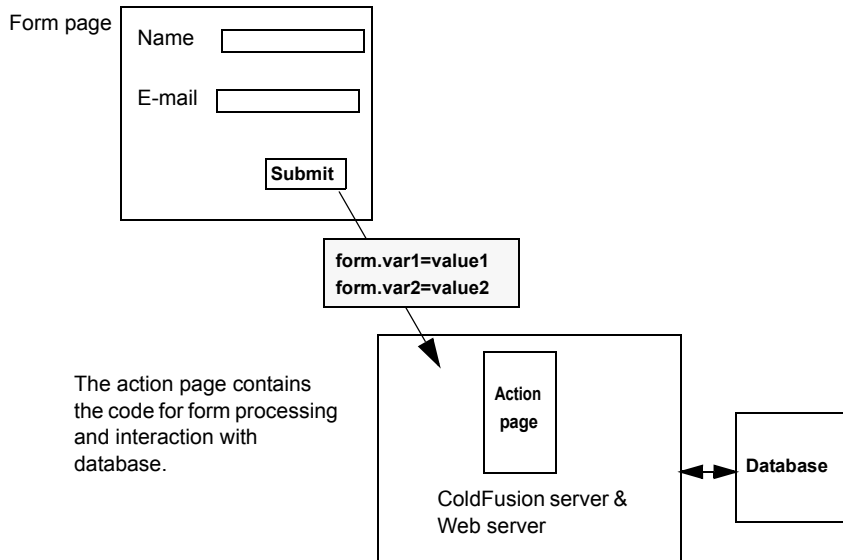 Form page
Name
E-mail
Submit
form.var1=value1
form.var2=value2
The action page contains
the code for form processing
and interaction with
database.
Action
page
ColdFusion server &
Web server
Database